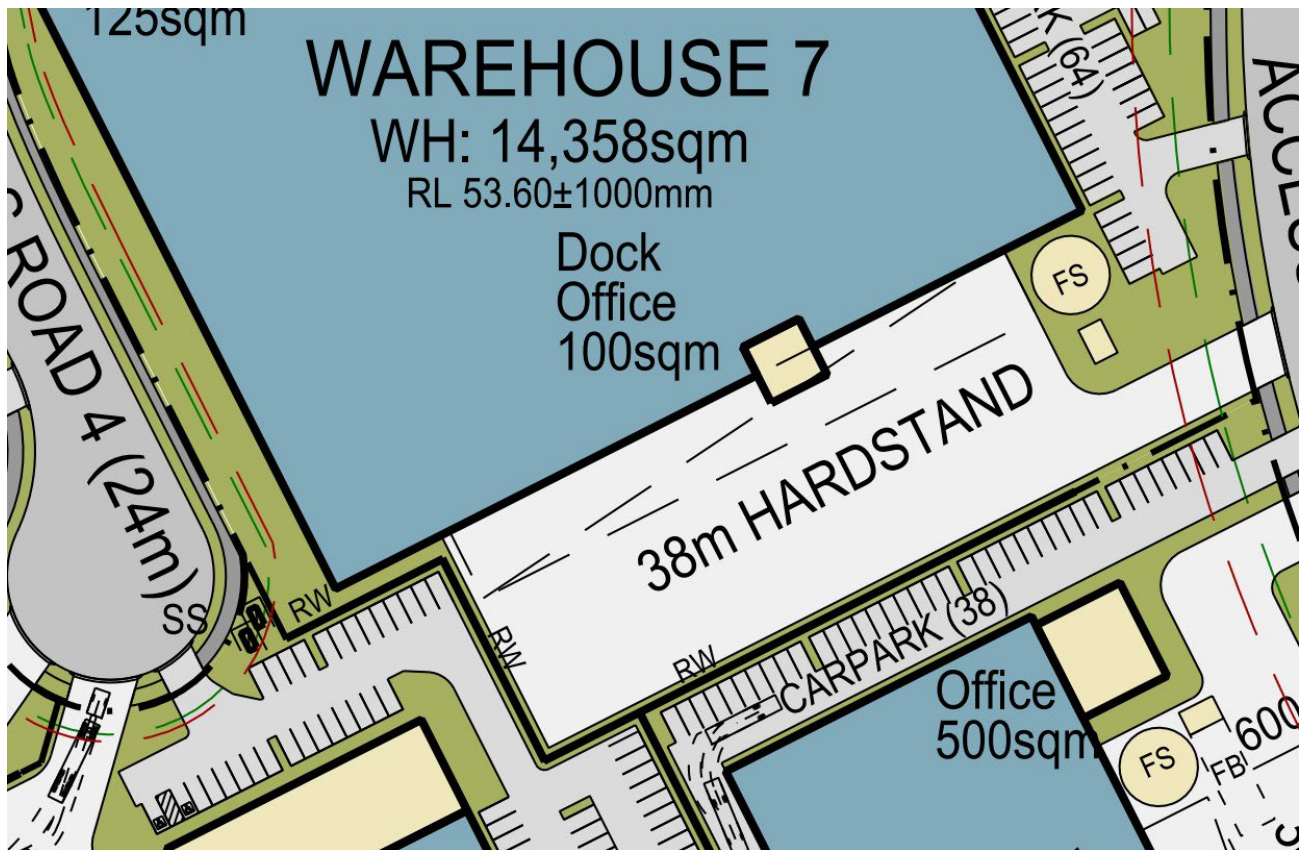 125sqm
WAREHOUSE 7
WH: 14,358sqm
RL 53.60±1000mm
Dock
Office
100sqm
(64)
FS
ROAD 4 (24m)
38m HARDSTAND
SS
RW
RW
RW
CARPARK (38)
Office
500sqm
FS
FB
600